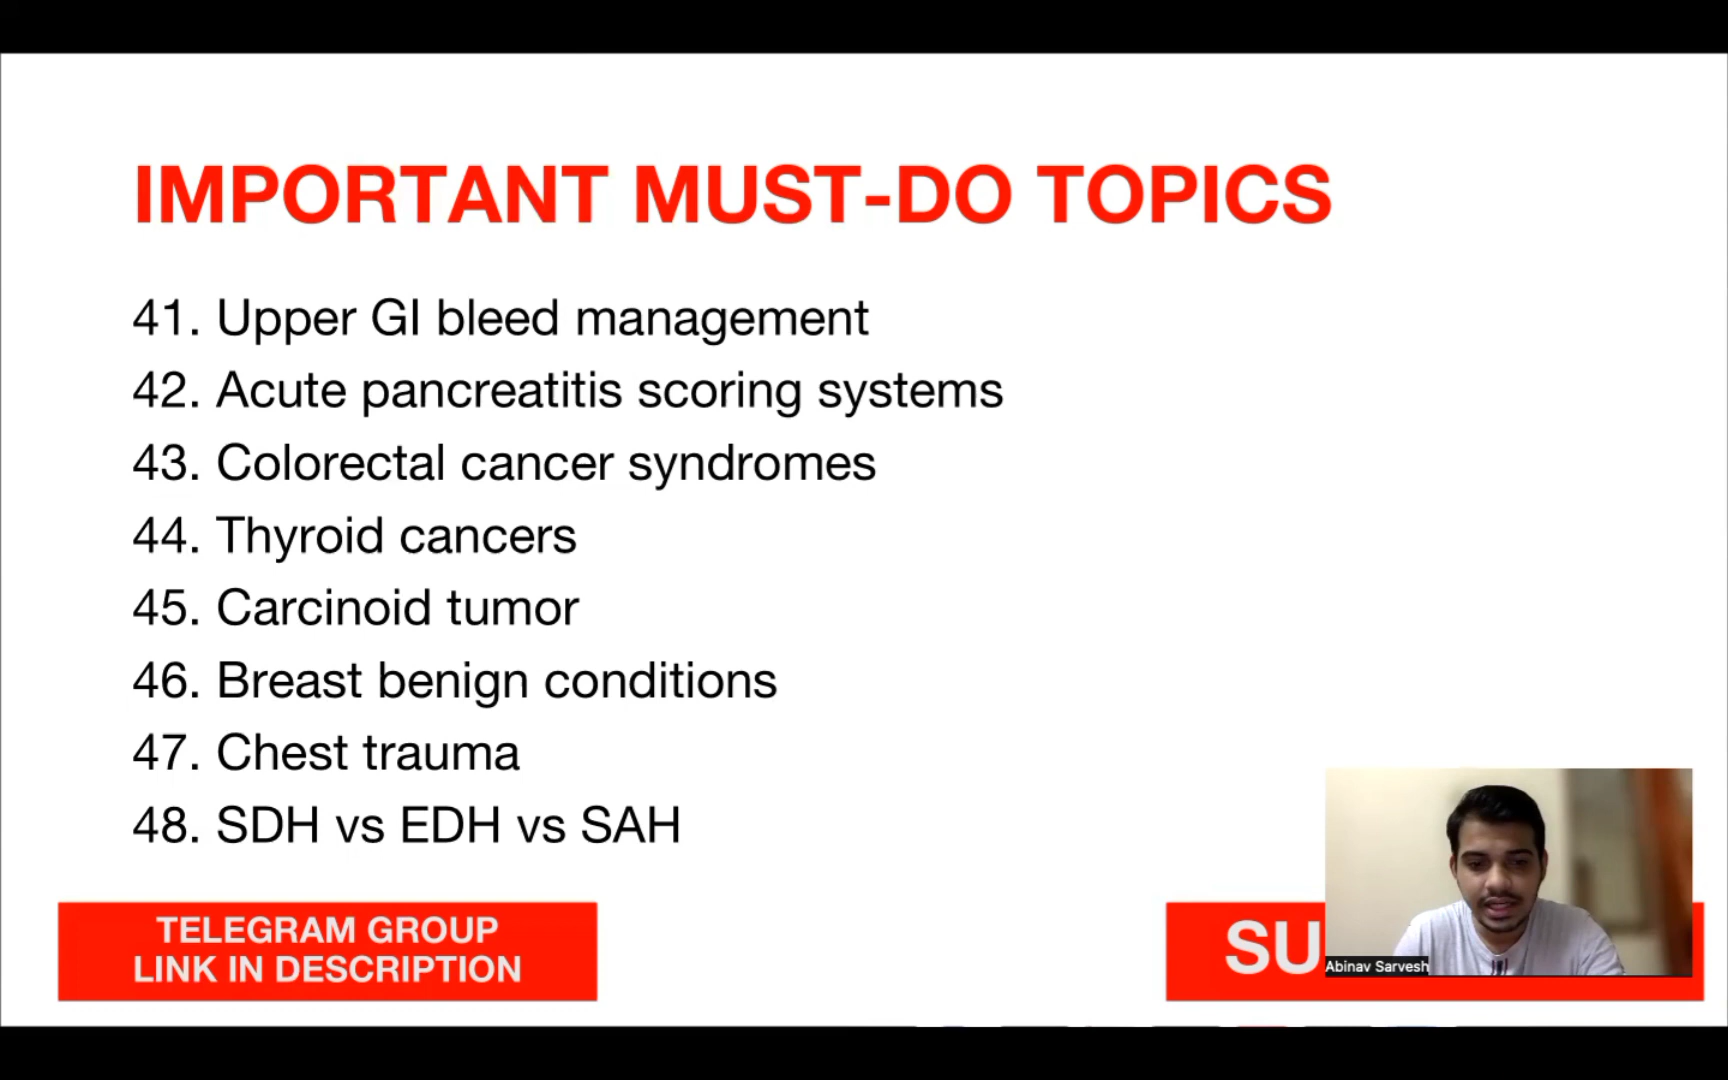 IMPORTANT MUST-DO TOPICS
41. Upper GI bleed management
42. Acute pancreatitis scoring systems
43. Colorectal cancer syndromes
44. Thyroid cancers
45. Carcinoid tumor
46. Breast benign conditions
47. Chest trauma
48. SDH vs EDH vs SAH
TELEGRAM GROUP
LINK IN DESCRIPTION
SU
Abinav Sarvesh